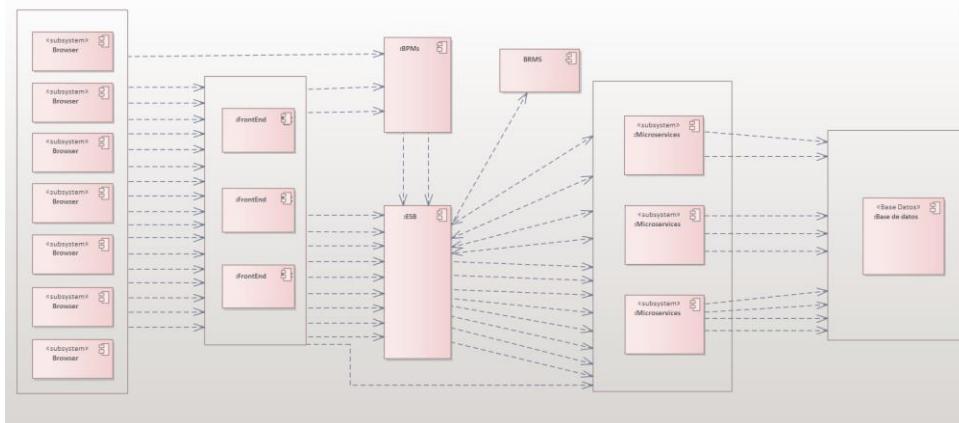 «subsystem»
Browser
«subsystem»
Browser
«subsystem»
Browser
«subsystem»
Browser
«subsystem»
Browser
«subsystem»
Browser
«subsystem»
Browser
:FrontEnd
:FrontEnd
:FrontEnd
:BPMs
:ESB
BRMS
«subsystem»
:Microservices
«subsystem»
:Microservices
«subsystem»
:Microservices
«Base Datos»
:Base de datos